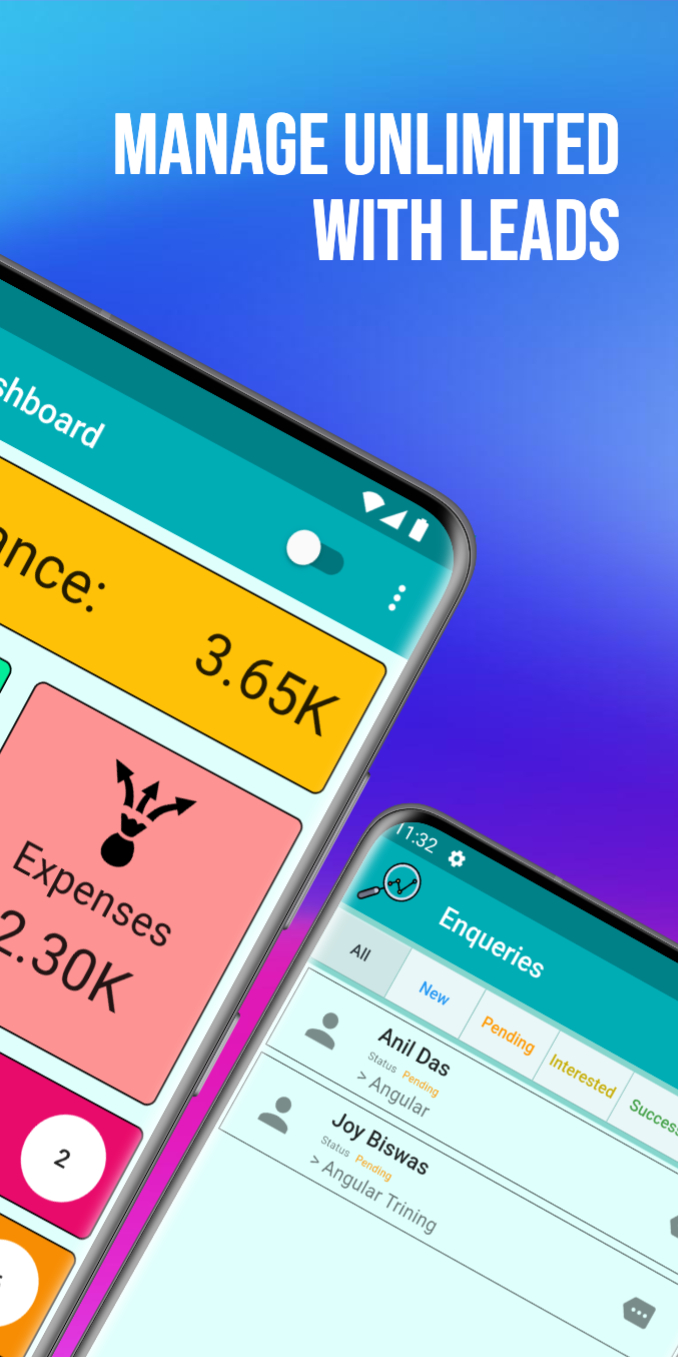 MANAGE UNLIMITED
WITH LEADS
shboard
ance:
3.65K
Expenses
2.30K
2
11:32
Enqueries
All
New
Pending
Interested
Success
Anil Das
Status Pending
> Angular
Joy Biswas
Status Pending
> Angular Trining